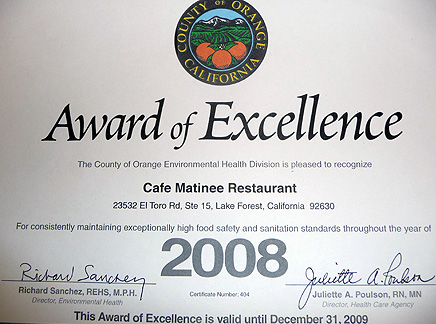 COUNTY OF ORANGE
CALIFORNIA
Award of Excellence
The County of Orange Environmental Health Division is pleased to recognize
Cafe Matinee Restaurant
23532 El Toro Rd, Ste 15, Lake Forest, California 92630
For consistently maintaining exceptionally high food safety and sanitation standards throughout the year of
2008
Richard Sanchez
Juliette A. Poulson
Richard Sanchez, REHS, M.P.H.
Certificate Number: 404
Juliette A. Poulson, RN, MN
Director, Environmental Health
Director, Health Care Agency
This Award of Excellence is valid until December 31, 2009